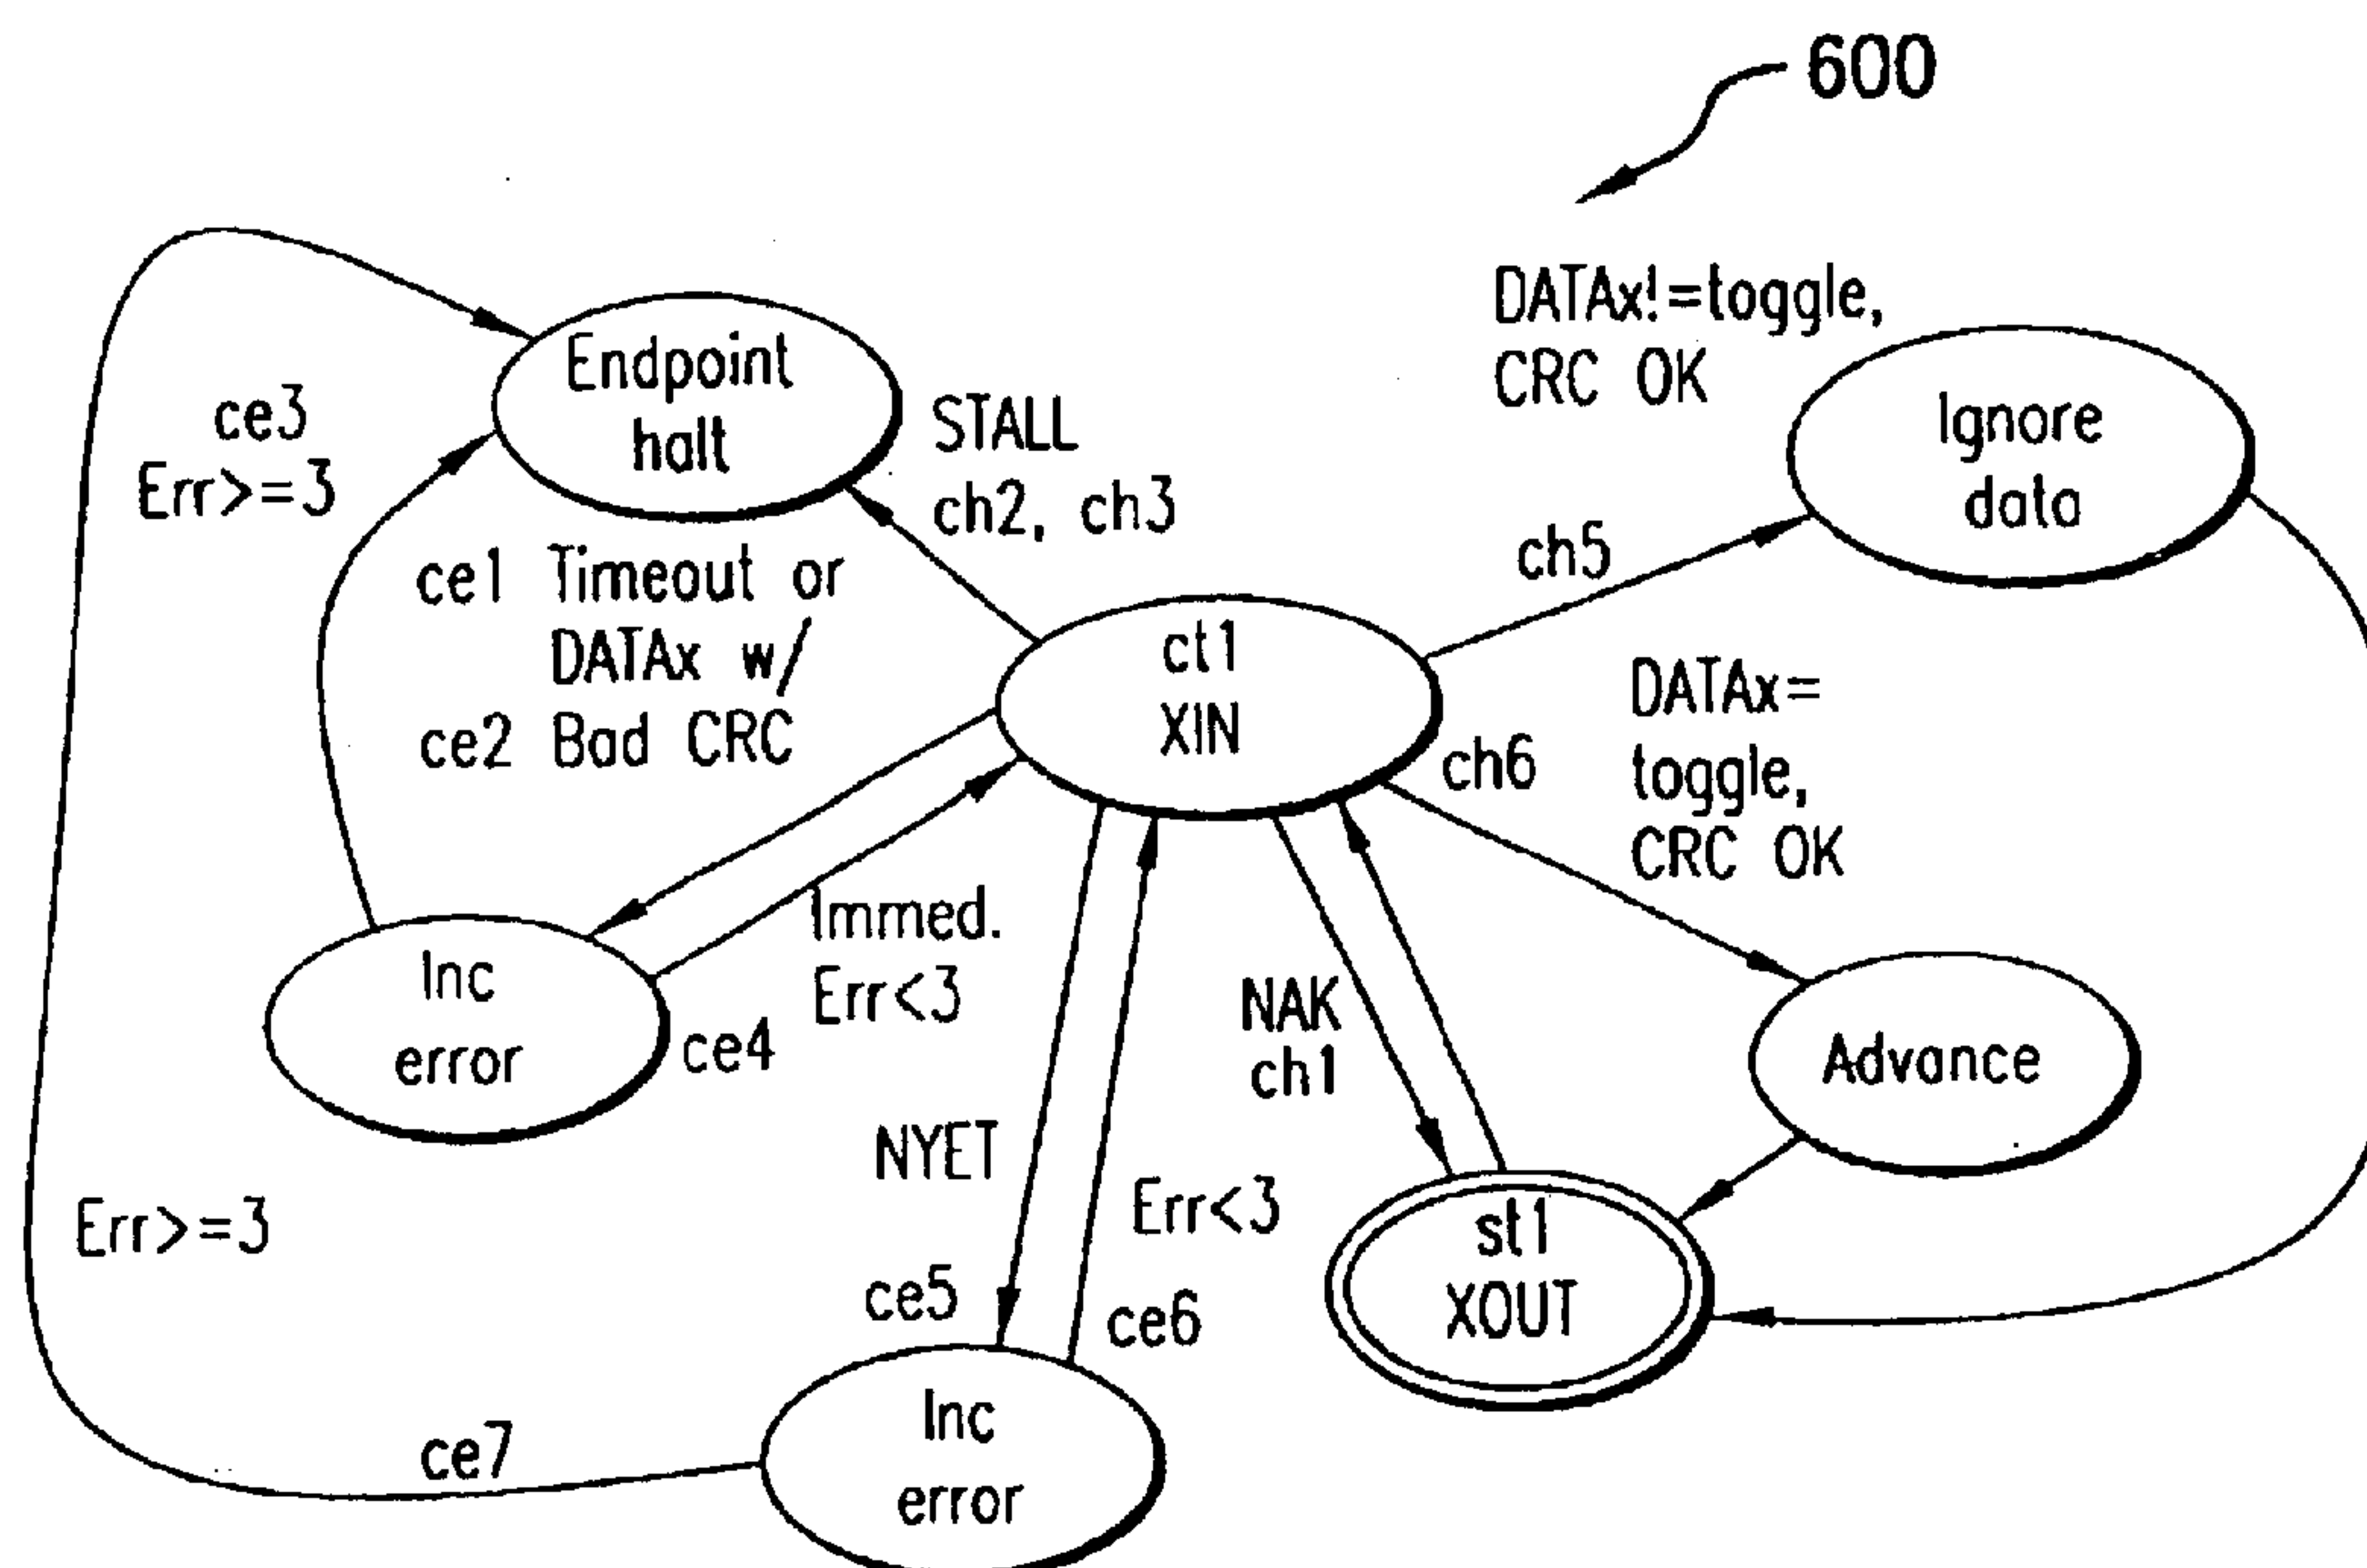 600
DATAx!=toggle,
CRC OK
Endpoint
halt
ce3
Err>=3
STALL
ch2, ch3
Ignore
data
ch5
ce1 Timeout or
DATAx w/
ce2 Bad CRC
ct1
XIN
DATAx=
toggle,
CRC OK
ch6
Immed.
Err<3
Inc
error
ce4
NAK
ch1
Advance
NYET
Err<3
Err>=3
st1
XOUT
ce5
ce6
ce7
Inc
error